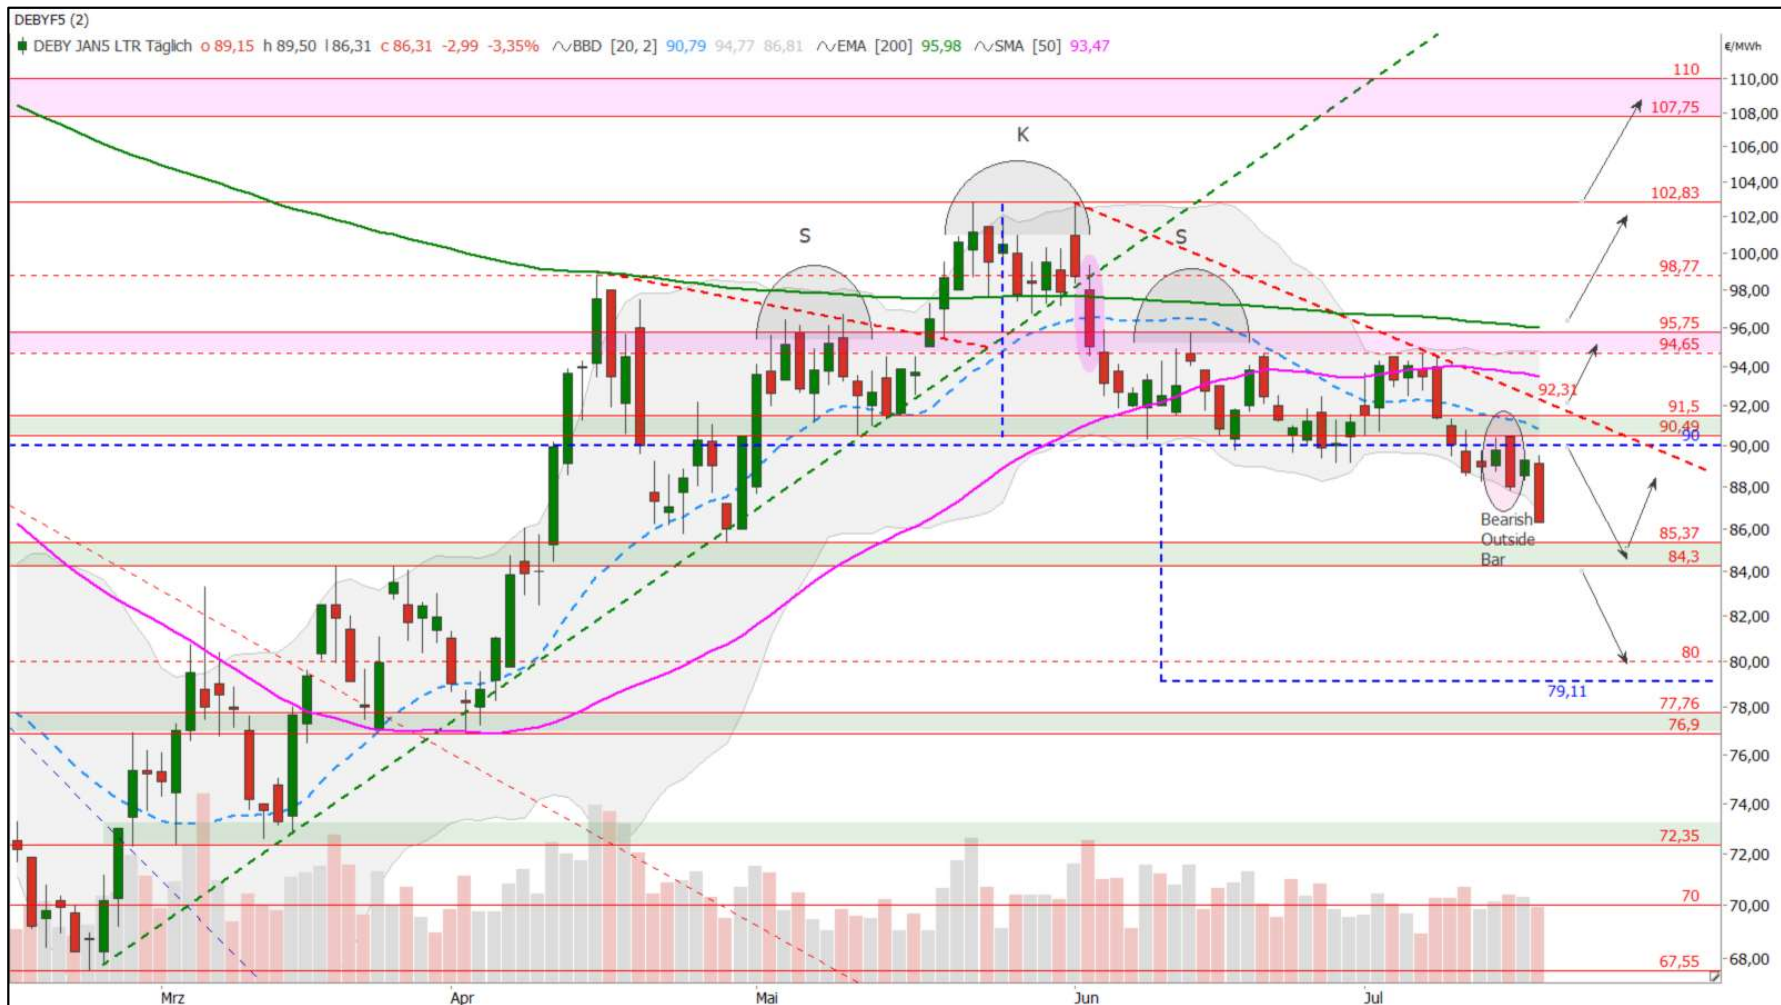 DEBYF5 (2)
DEBY JAN5 LTR Täglich o 89,15 h 89,50 l 86,31 c 86,31 -2,99 -3,35% BBD [20, 2] 90,79 94,77 86,81 EMA [200] 95,98 SMA [50] 93,47
€/MWh
110
110,00
107,75
108,00
106,00
104,00
102,83
102,00
100,00
98,77
98,00
95,75
96,00
94,65
94,00
92,31
92,00
91,5
90,49
90
90,00
88,00
86,00
85,37
84,3
84,00
82,00
80
80,00
79,11
77,76
78,00
76,9
76,00
74,00
72,35
72,00
70
70,00
67,55
68,00
K
S
S
Bearish
Outside
Bar
Mrz
Apr
Mai
Jun
Jul